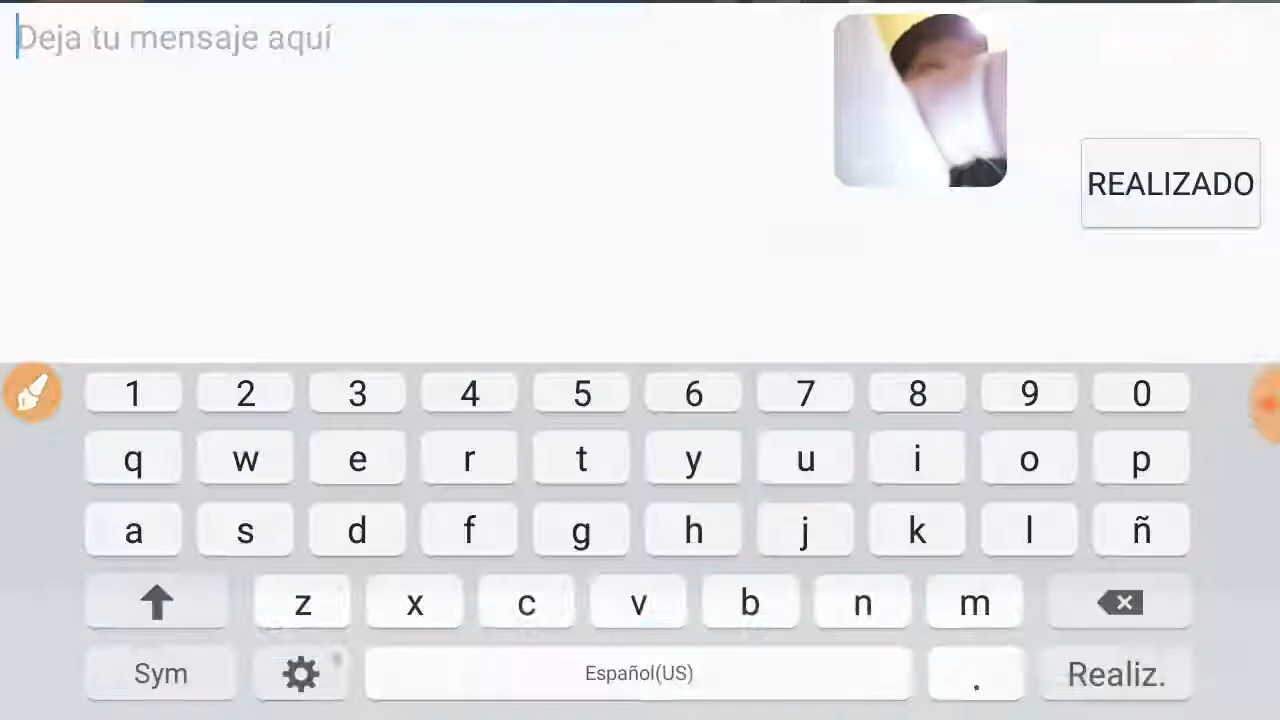 Deja tu mensaje aquí
REALIZADO
1 2 3 4 5 6 7 8 9 0
q w e r t y u i o p
a s d f g h j k l ñ
z x c v b n m
Sym Español(US) . Realiz.